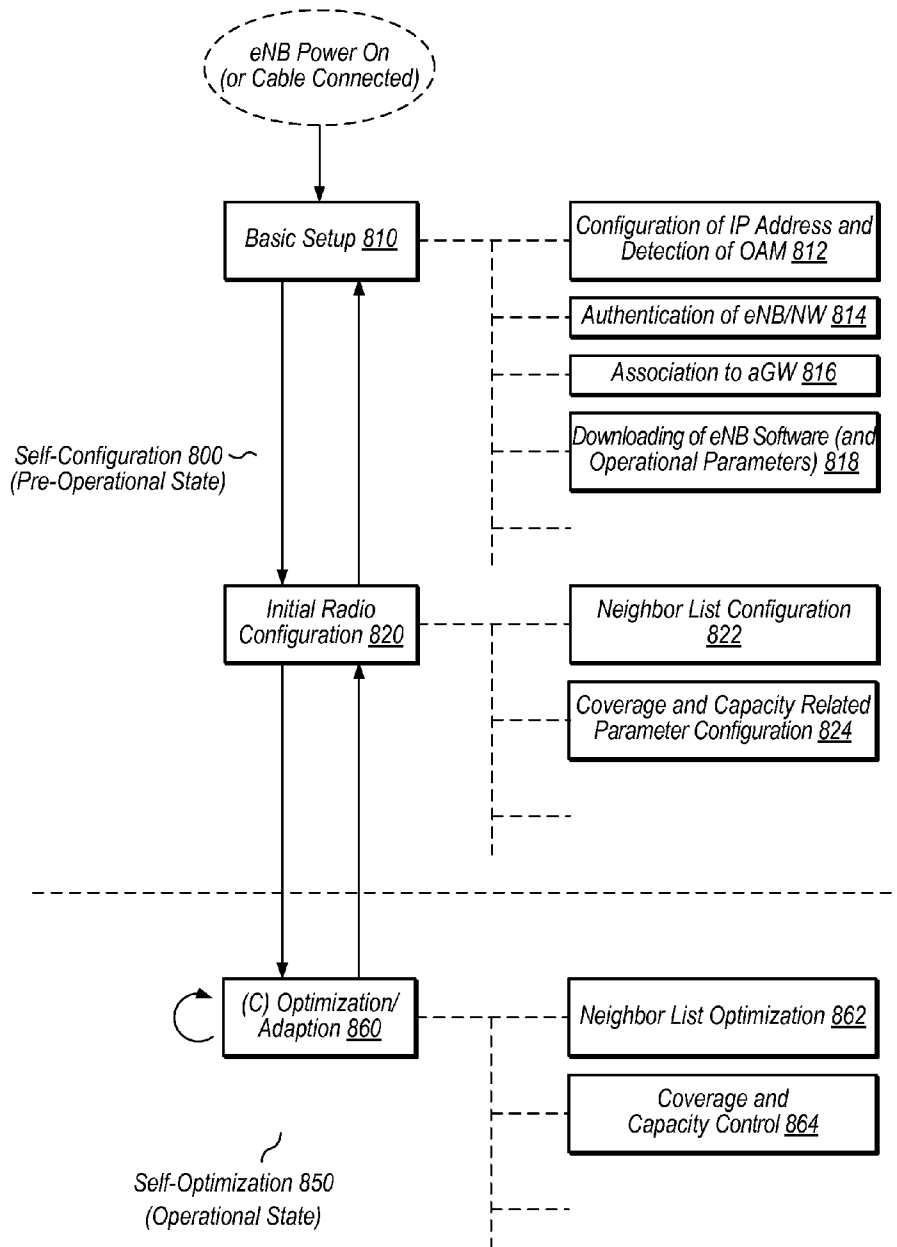 eNB Power On
(or Cable Connected)
Basic Setup 810
Configuration of IP Address and
Detection of OAM 812
Authentication of eNB/NW 814
Association to aGW 816
Downloading of eNB Software (and
Operational Parameters) 818
Self-Configuration 800
(Pre-Operational State)
Initial Radio
Configuration 820
Neighbor List Configuration
822
Coverage and Capacity Related
Parameter Configuration 824
(C) Optimization/
Adaption 860
Neighbor List Optimization 862
Coverage and
Capacity Control 864
Self-Optimization 850
(Operational State)